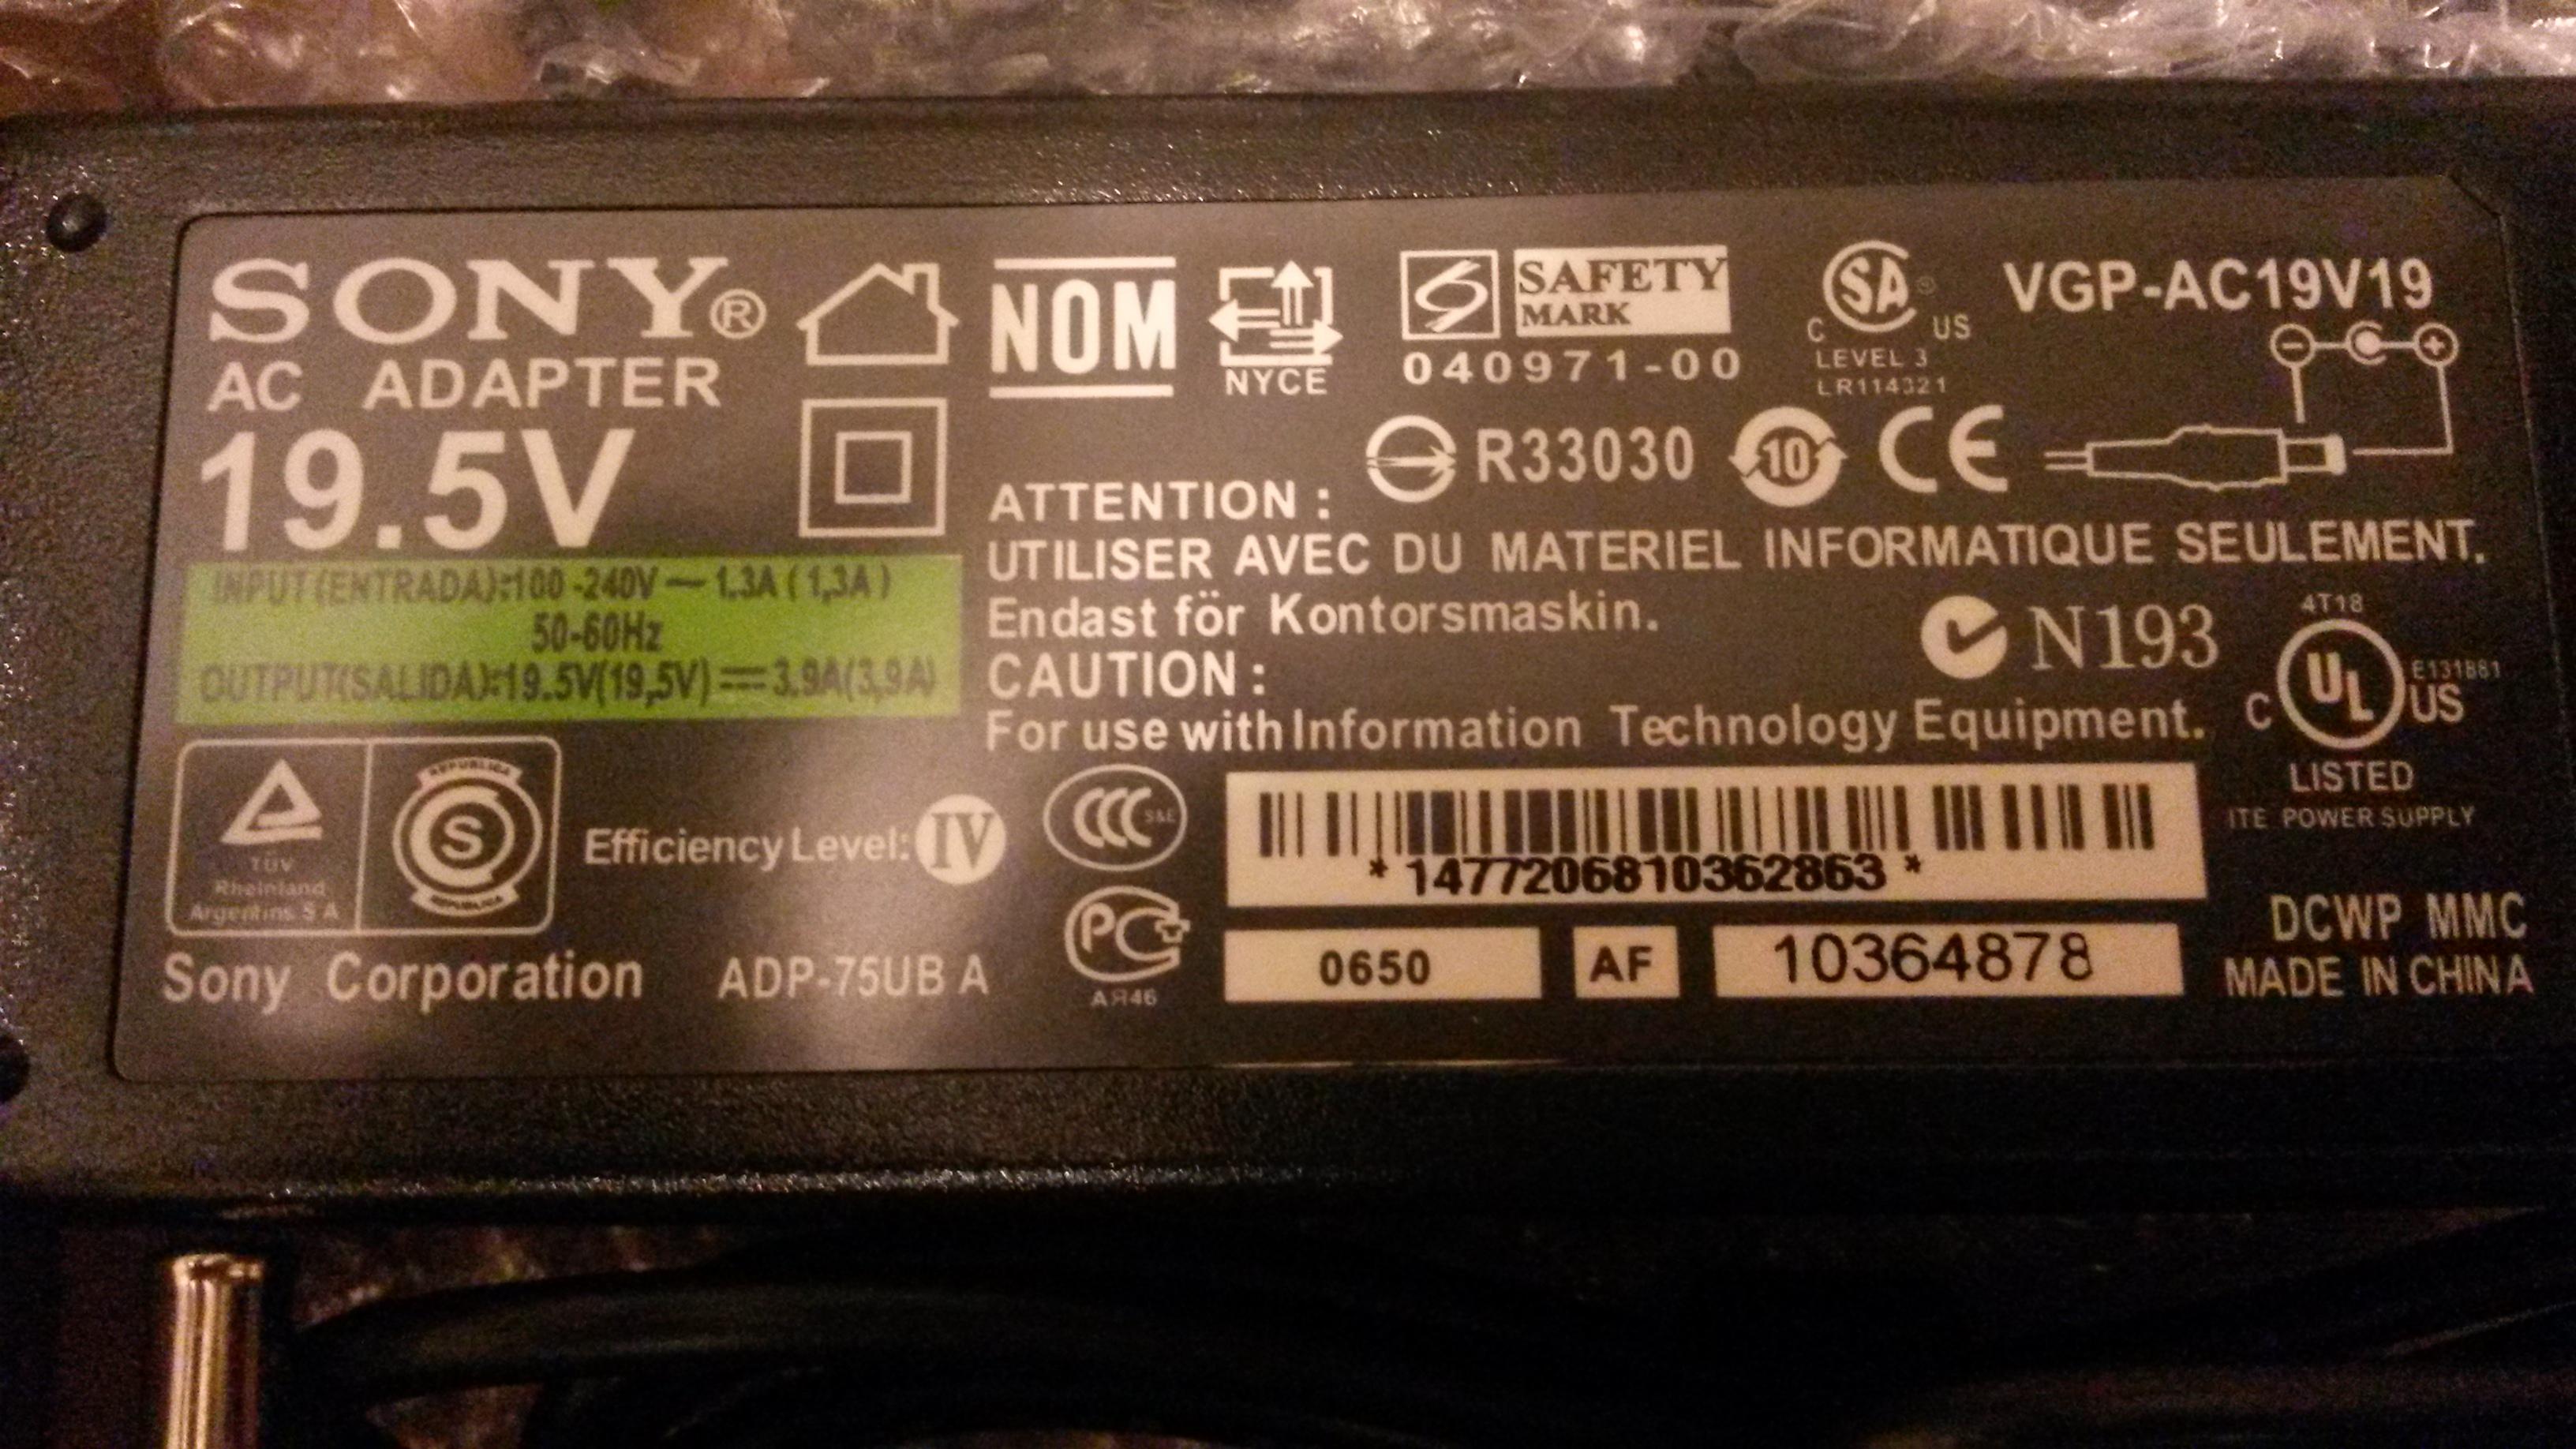 SONY®
AC ADAPTER
19.5V
INPUT(ENTRADA):100-240V~ 1.3A (1,3A)
50-60Hz
OUTPUT(SALIDA):19.5V(19,5V)⎓3.9A(3,9A)
NOM
NYCE
SAFETY
MARK
040971-00
SA®
C US
LEVEL 3
LR114321
VGP-AC19V19
R33030
10
CE
ATTENTION :
UTILISER AVEC DU MATERIEL INFORMATIQUE SEULEMENT.
Endast för Kontorsmaskin.
CAUTION :
For use with Information Technology Equipment.
N193
4T18
C UL US
E131881
LISTED
ITE POWER SUPPLY
TÜV
Rheinland
Argentina S A
S
Efficiency Level: IV
CCC S&E
PC
АЯ46
*1477206810362863*
0650 AF 10364878
Sony Corporation ADP-75UB A
DCWP MMC
MADE IN CHINA